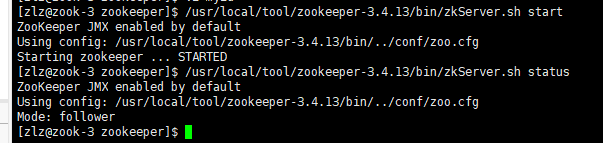 [zlz@zook-3 zookeeper]$ /usr/local/tool/zookeeper-3.4.13/bin/zkServer.sh start
ZooKeeper JMX enabled by default
Using config: /usr/local/tool/zookeeper-3.4.13/bin/../conf/zoo.cfg
Starting zookeeper ... STARTED
[zlz@zook-3 zookeeper]$ /usr/local/tool/zookeeper-3.4.13/bin/zkServer.sh status
ZooKeeper JMX enabled by default
Using config: /usr/local/tool/zookeeper-3.4.13/bin/../conf/zoo.cfg
Mode: follower
[zlz@zook-3 zookeeper]$